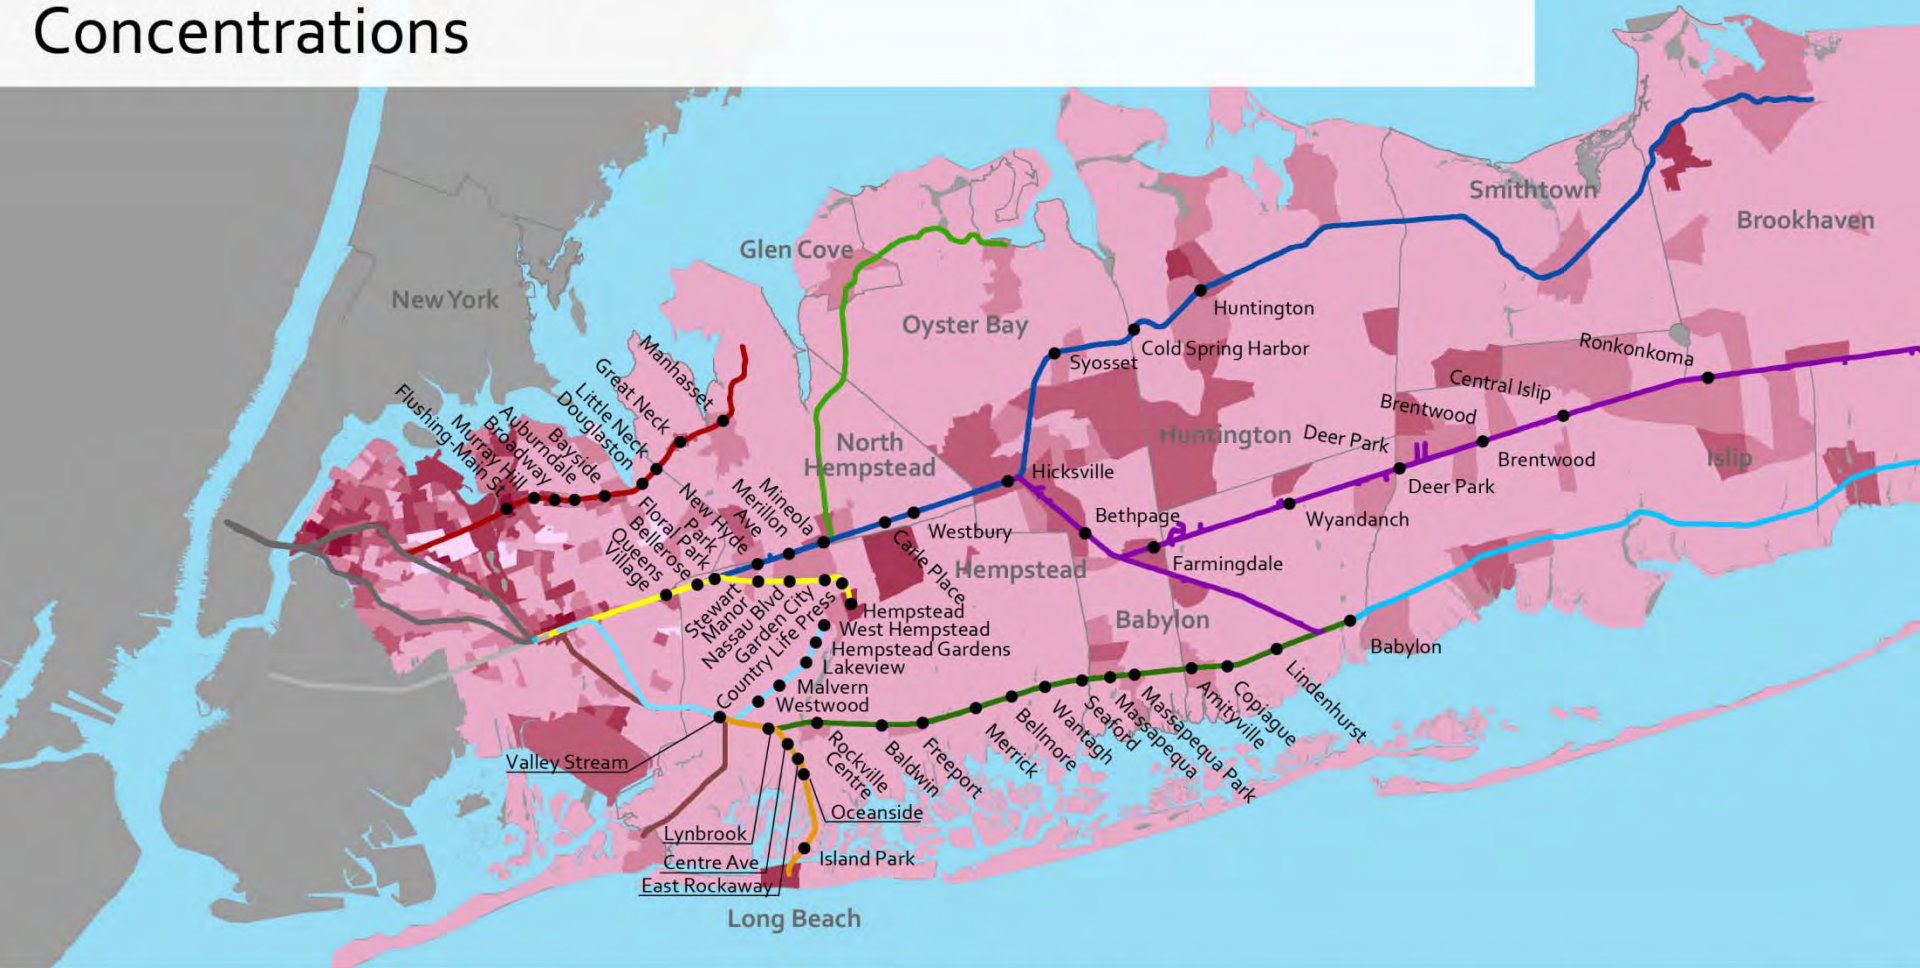 Concentrations
Smithtown
Brookhaven
Glen Cove
New York
Oyster Bay
Huntington
Cold Spring Harbor
Syosset
Ronkonkoma
Central Islip
Brentwood
Deer Park
Huntington
Islip
Brentwood
Deer Park
Wyandanch
Manhasset
Great Neck
Little Neck
Douglaston
Bayside
Auburndale
Broadway
Murray Hill
Flushing-Main St
North
Hempstead
Hicksville
Bethpage
Farmingdale
Westbury
Carle Place
Mineola
Merillon
Ave
New Hyde
Park
Floral Park
Bellerose
Queens
Village
Hempstead
Babylon
Stewart
Manor
Nassau Blvd
Garden City
Country Life Press
Hempstead
West Hempstead
Hempstead Gardens
Lakeview
Malvern
Westwood
Babylon
Lindenhurst
Copiague
Amityville
Massapequa Park
Massapequa
Seaford
Wantagh
Bellmore
Merrick
Freeport
Baldwin
Rockville
Centre
Valley Stream
Oceanside
Lynbrook
Centre Ave
East Rockaway
Island Park
Long Beach